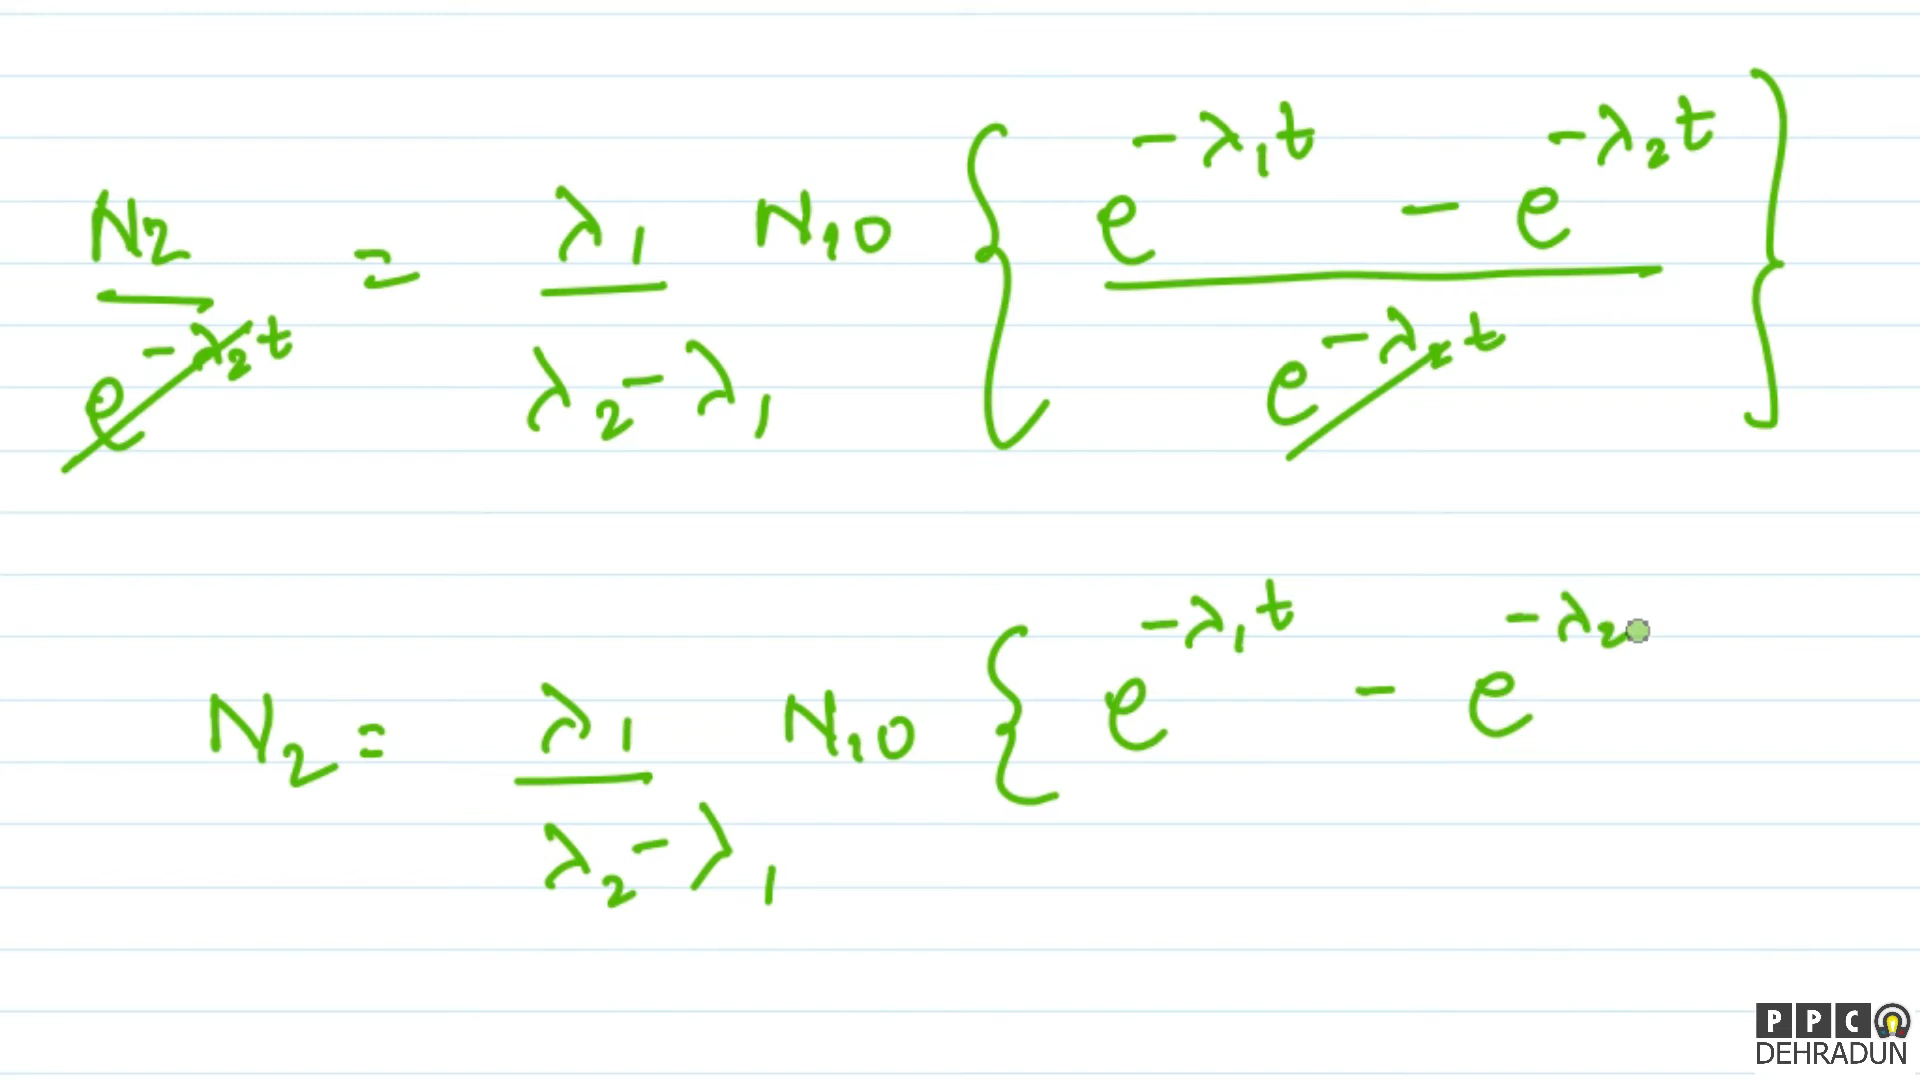 N₂/e^(-λ₂t) = λ₁/(λ₂-λ₁) N₁₀ { (e^(-λ₁t) - e^(-λ₂t))/e^(-λ₂t) }
N₂ = λ₁/(λ₂-λ₁) N₁₀ { e^(-λ₁t) - e^(-λ₂
PPC
DEHRADUN